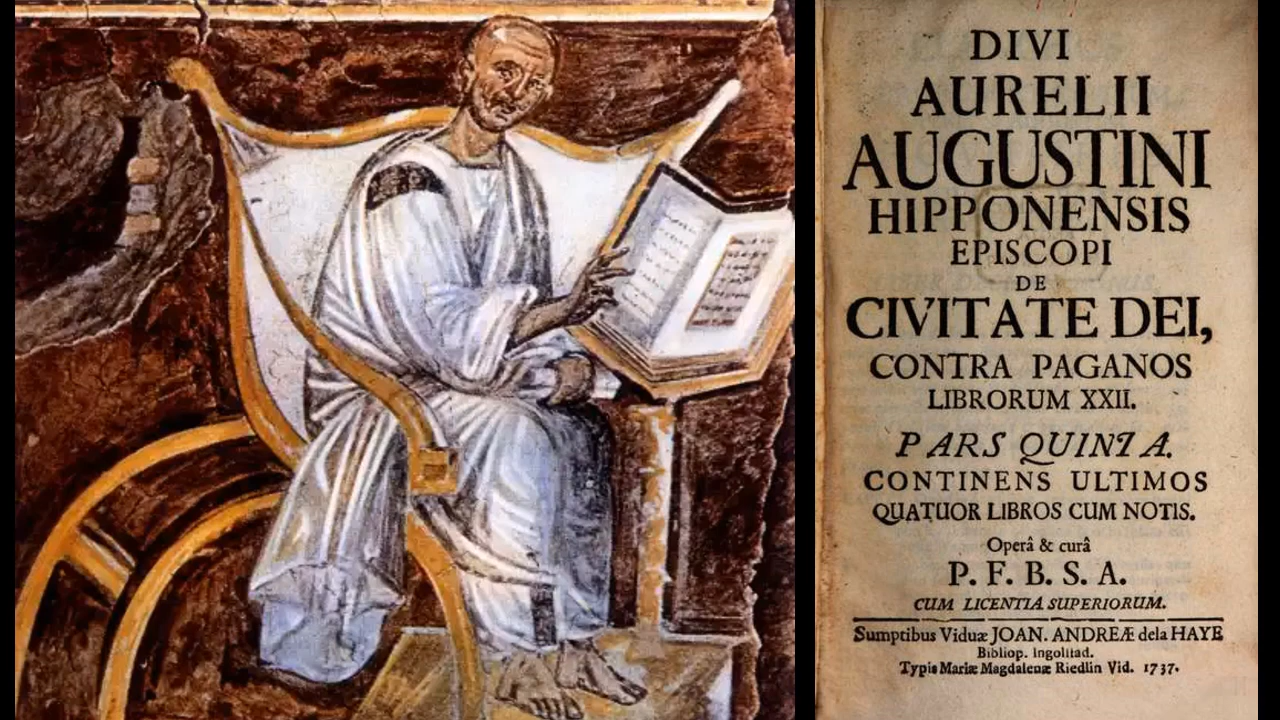 DIVI
AURELII
AUGUSTINI
HIPPONENSIS
EPISCOPI
DE
CIVITATE DEI,
CONTRA PAGANOS
LIBRORUM XXII.
PARS QUINTA.
CONTINENS ULTIMOS
QUATUOR LIBROS CUM NOTIS.
Operâ & curâ
P. F. B. S. A.
CUM LICENTIA SUPERIORUM.
Sumptibus Viduæ JOAN. ANDREÆ dela HAYE
Bibliop. Ingolstad.
Typis Mariæ Magdalenæ Riedlin Vid. 1737.